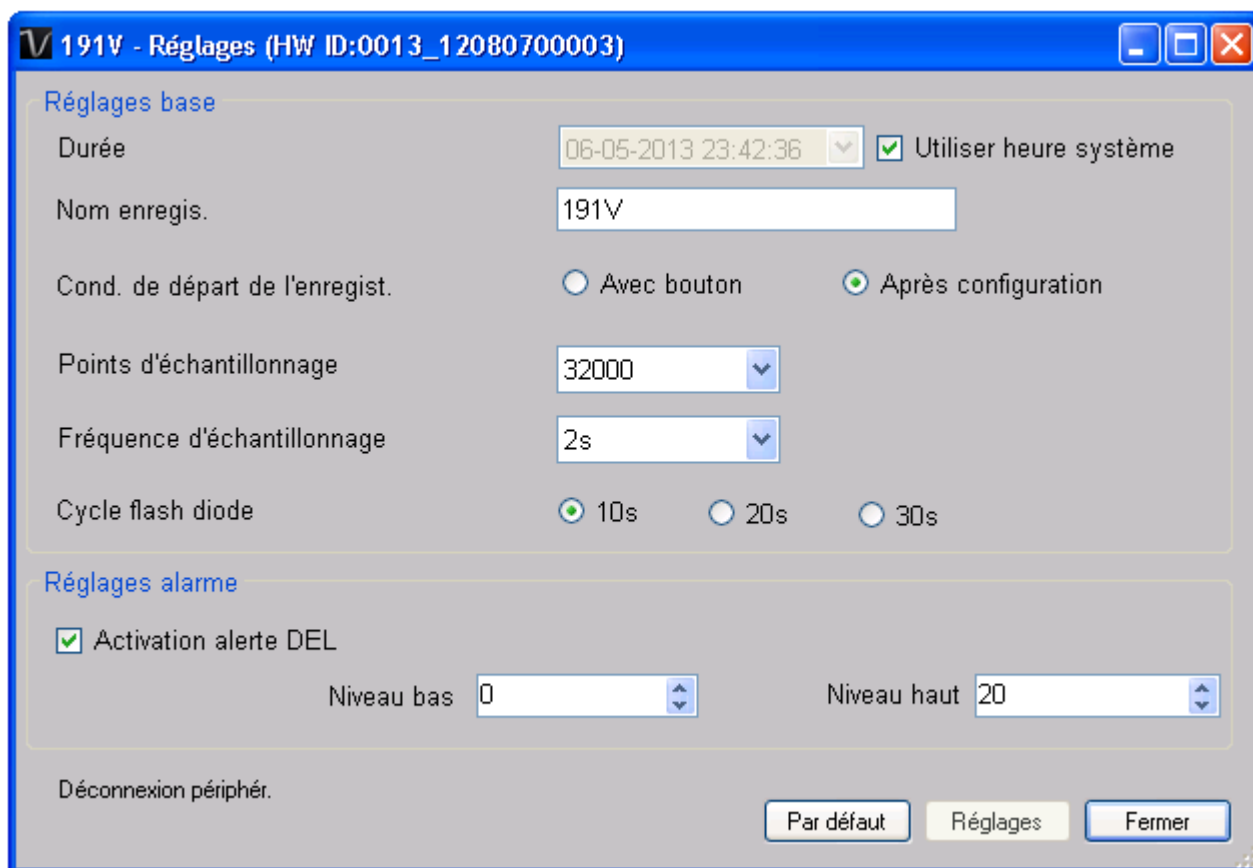 191V - Réglages (HW ID:0013_12080700003)
Réglages base
Durée 06-05-2013 23:42:36 Utiliser heure système
Nom enregis. 191V
Cond. de départ de l'enregist. Avec bouton Après configuration
Points d'échantillonnage 32000
Fréquence d'échantillonnage 2s
Cycle flash diode 10s 20s 30s
Réglages alarme
Activation alerte DEL
Niveau bas 0 Niveau haut 20
Déconnexion périphér.
Par défaut Réglages Fermer